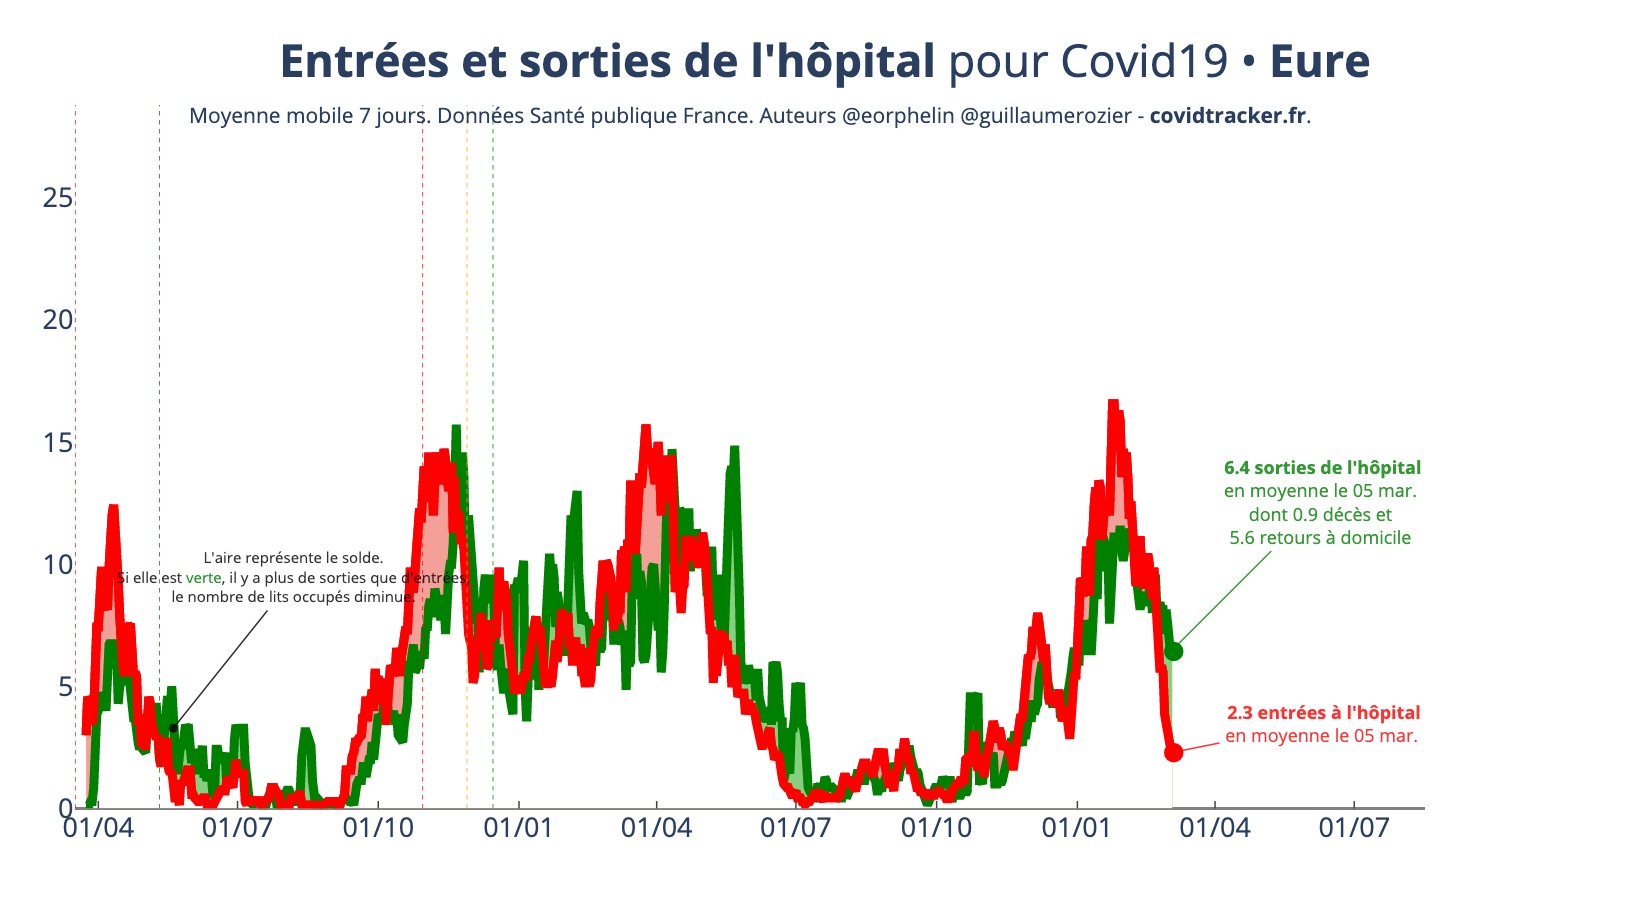 Entrées et sorties de l'hôpital pour Covid19 • Eure
Moyenne mobile 7 jours. Données Santé publique France. Auteurs @eorphelin @guillaumerozier - covidtracker.fr.
25
20
15
10
5
0
L'aire représente le solde.
Si elle est verte, il y a plus de sorties que d'entrées,
le nombre de lits occupés diminue.
6.4 sorties de l'hôpital
en moyenne le 05 mar.
dont 0.9 décès et
5.6 retours à domicile
2.3 entrées à l'hôpital
en moyenne le 05 mar.
01/04 01/07 01/10 01/01 01/04 01/07 01/10 01/01 01/04 01/07